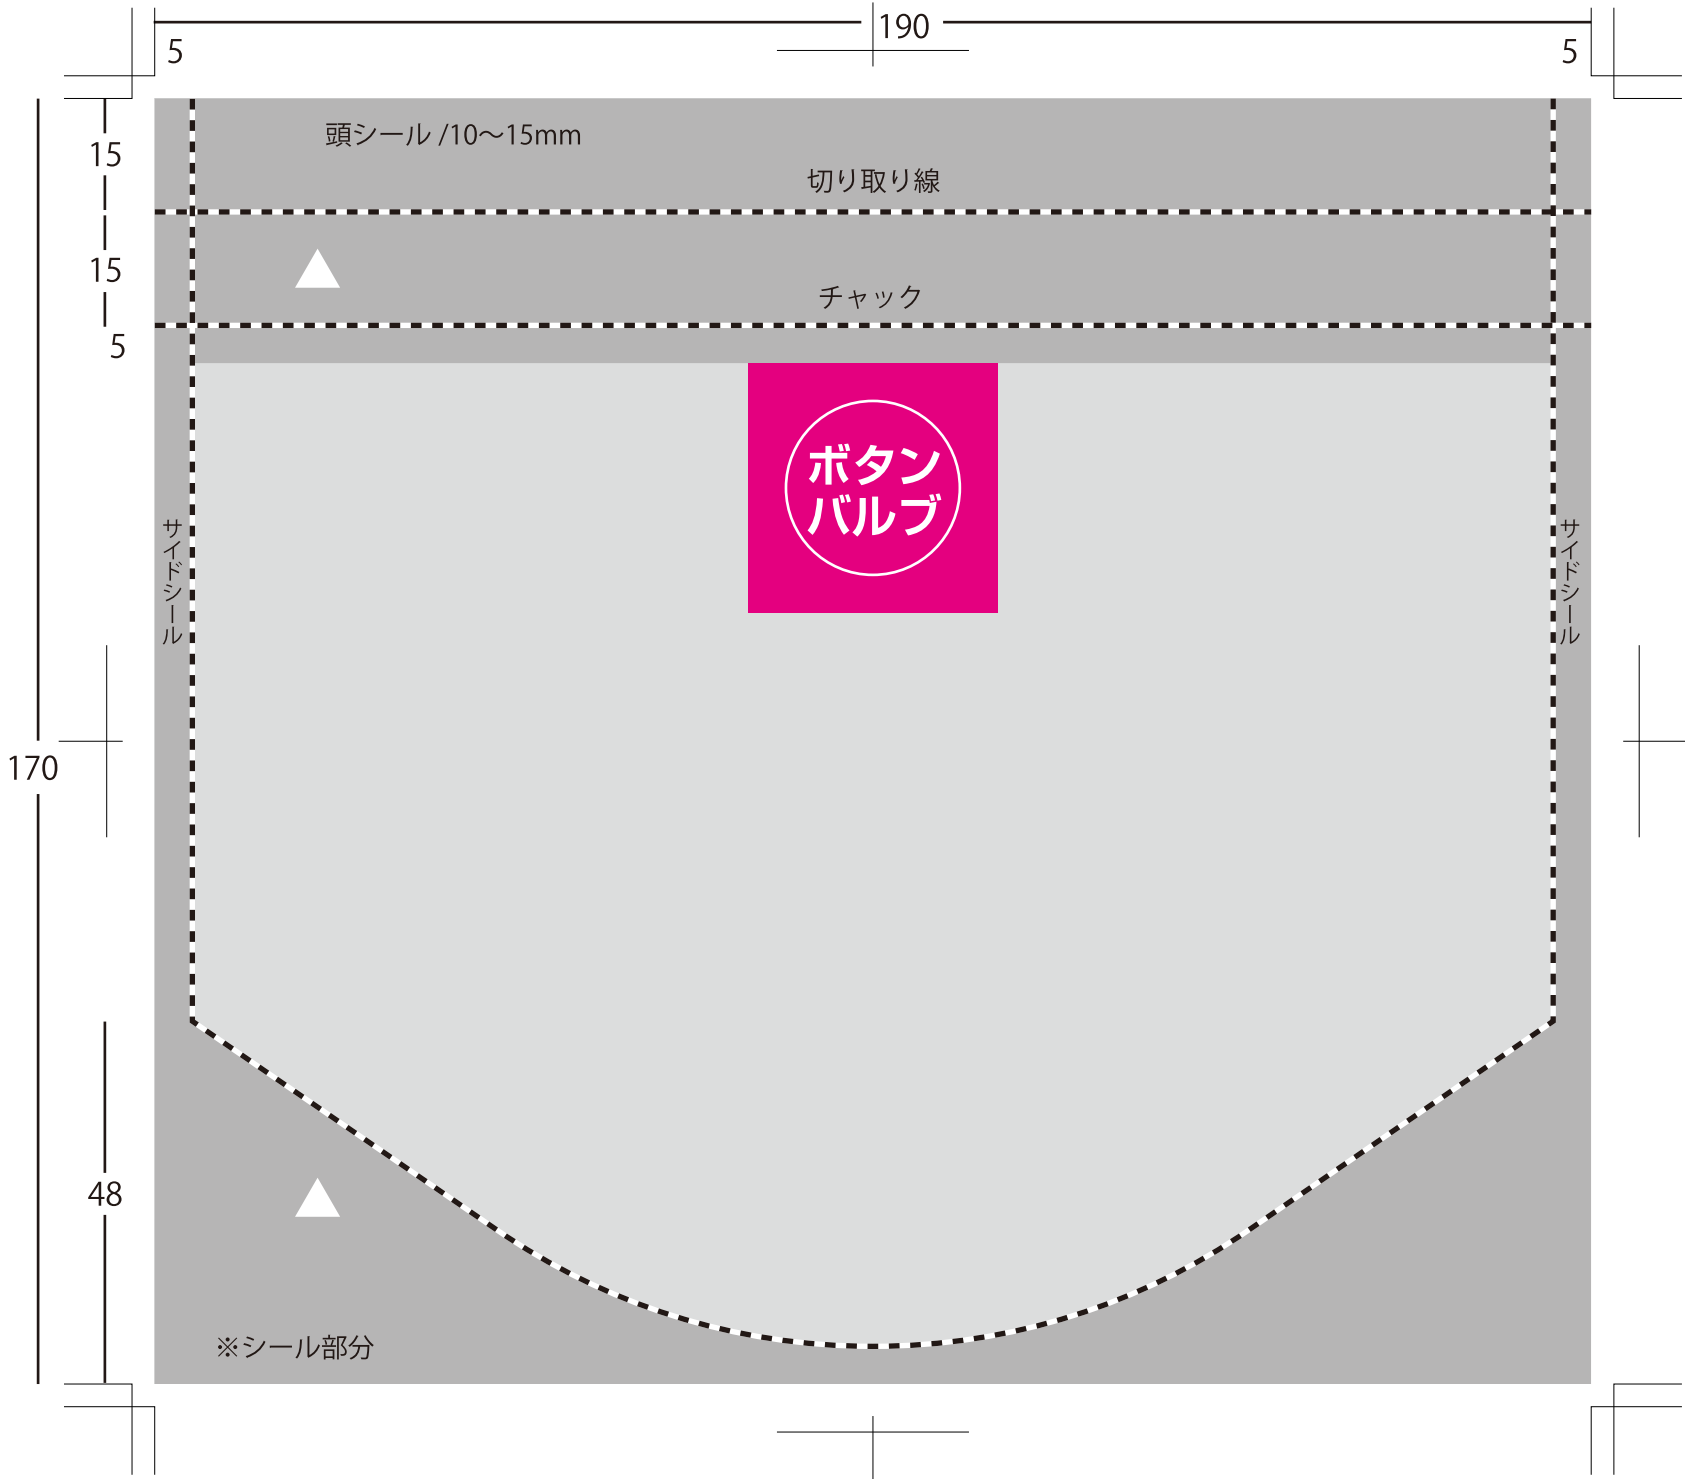 190
5
5
頭シール /10～15mm
15
切り取り線
15
チャック
5
ボタン
バルブ
サイドシール
サイドシール
170
48
※シール部分